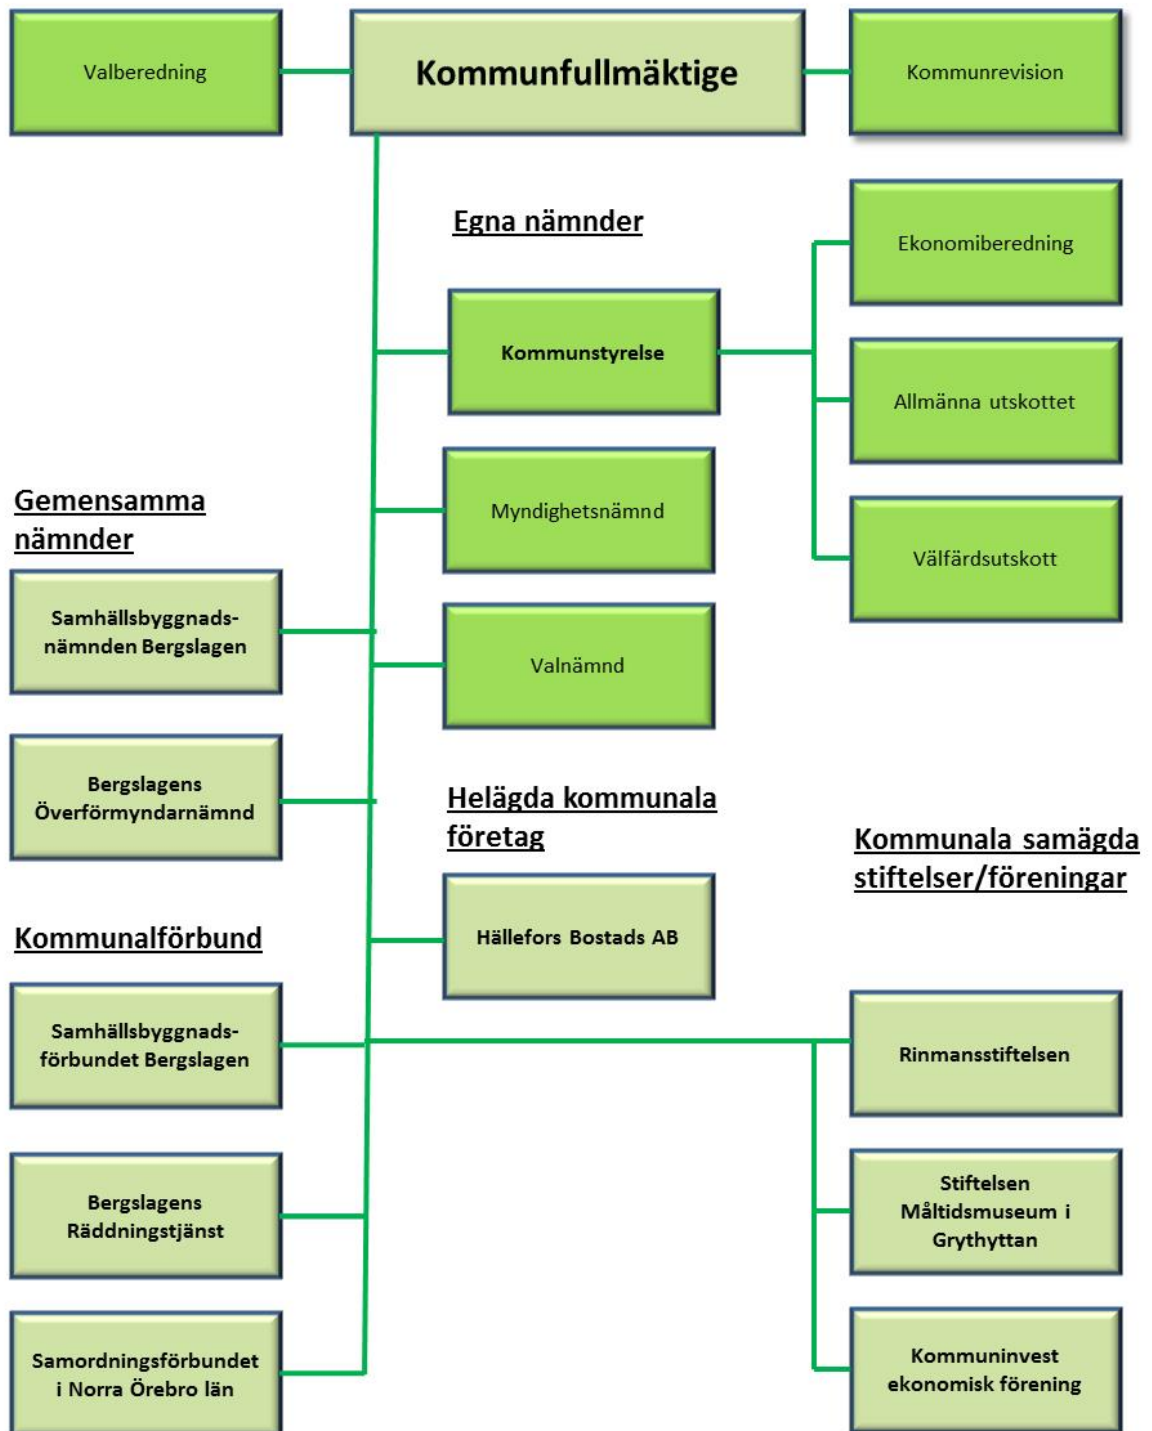 Valberedning
Kommunfullmäktige
Kommunrevision
Egna nämnder
Ekonomiberedning
Kommunstyrelse
Allmänna utskottet
Myndighetsnämnd
Välfärdsutskott
Valnämnd
Gemensamma
nämnder
Samhällsbyggnads-
nämnden Bergslagen
Bergslagens
Överförmyndarnämnd
Helägda kommunala
företag
Hällefors Bostads AB
Kommunalförbund
Samhällsbyggnads-
förbundet Bergslagen
Bergslagens
Räddningstjänst
Samordningsförbundet
i Norra Örebro län
Kommunala samägda
stiftelser/föreningar
Rinmansstiftelsen
Stiftelsen
Måltidsmuseum i
Grythyttan
Kommuninvest
ekonomisk förening